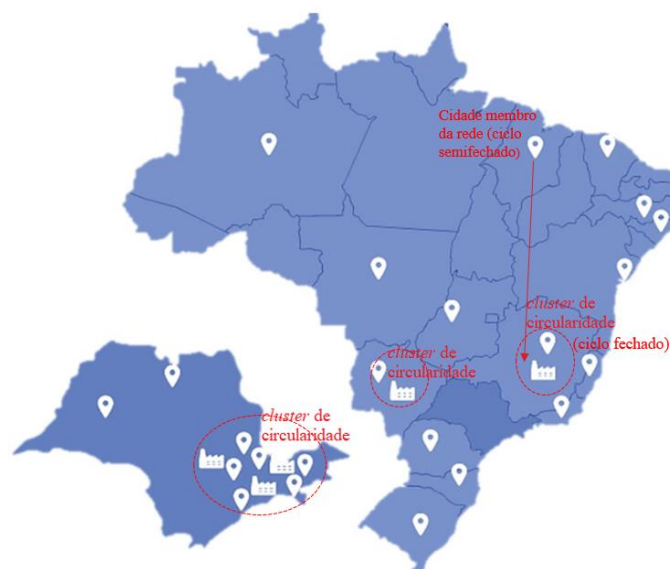 Cidade membro
da rede (ciclo
semifechado)
cluster de
circularidade
(ciclo fechado)
cluster de
circularidade
cluster de
circularidade